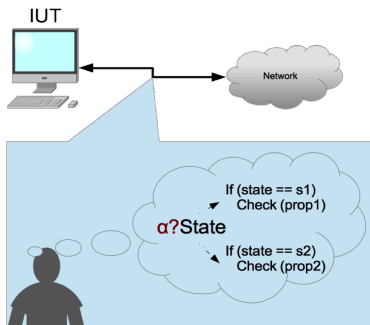 IUT
Network
If (state == s1)
Check (prop1)
α?State
If (state == s2)
Check (prop2)